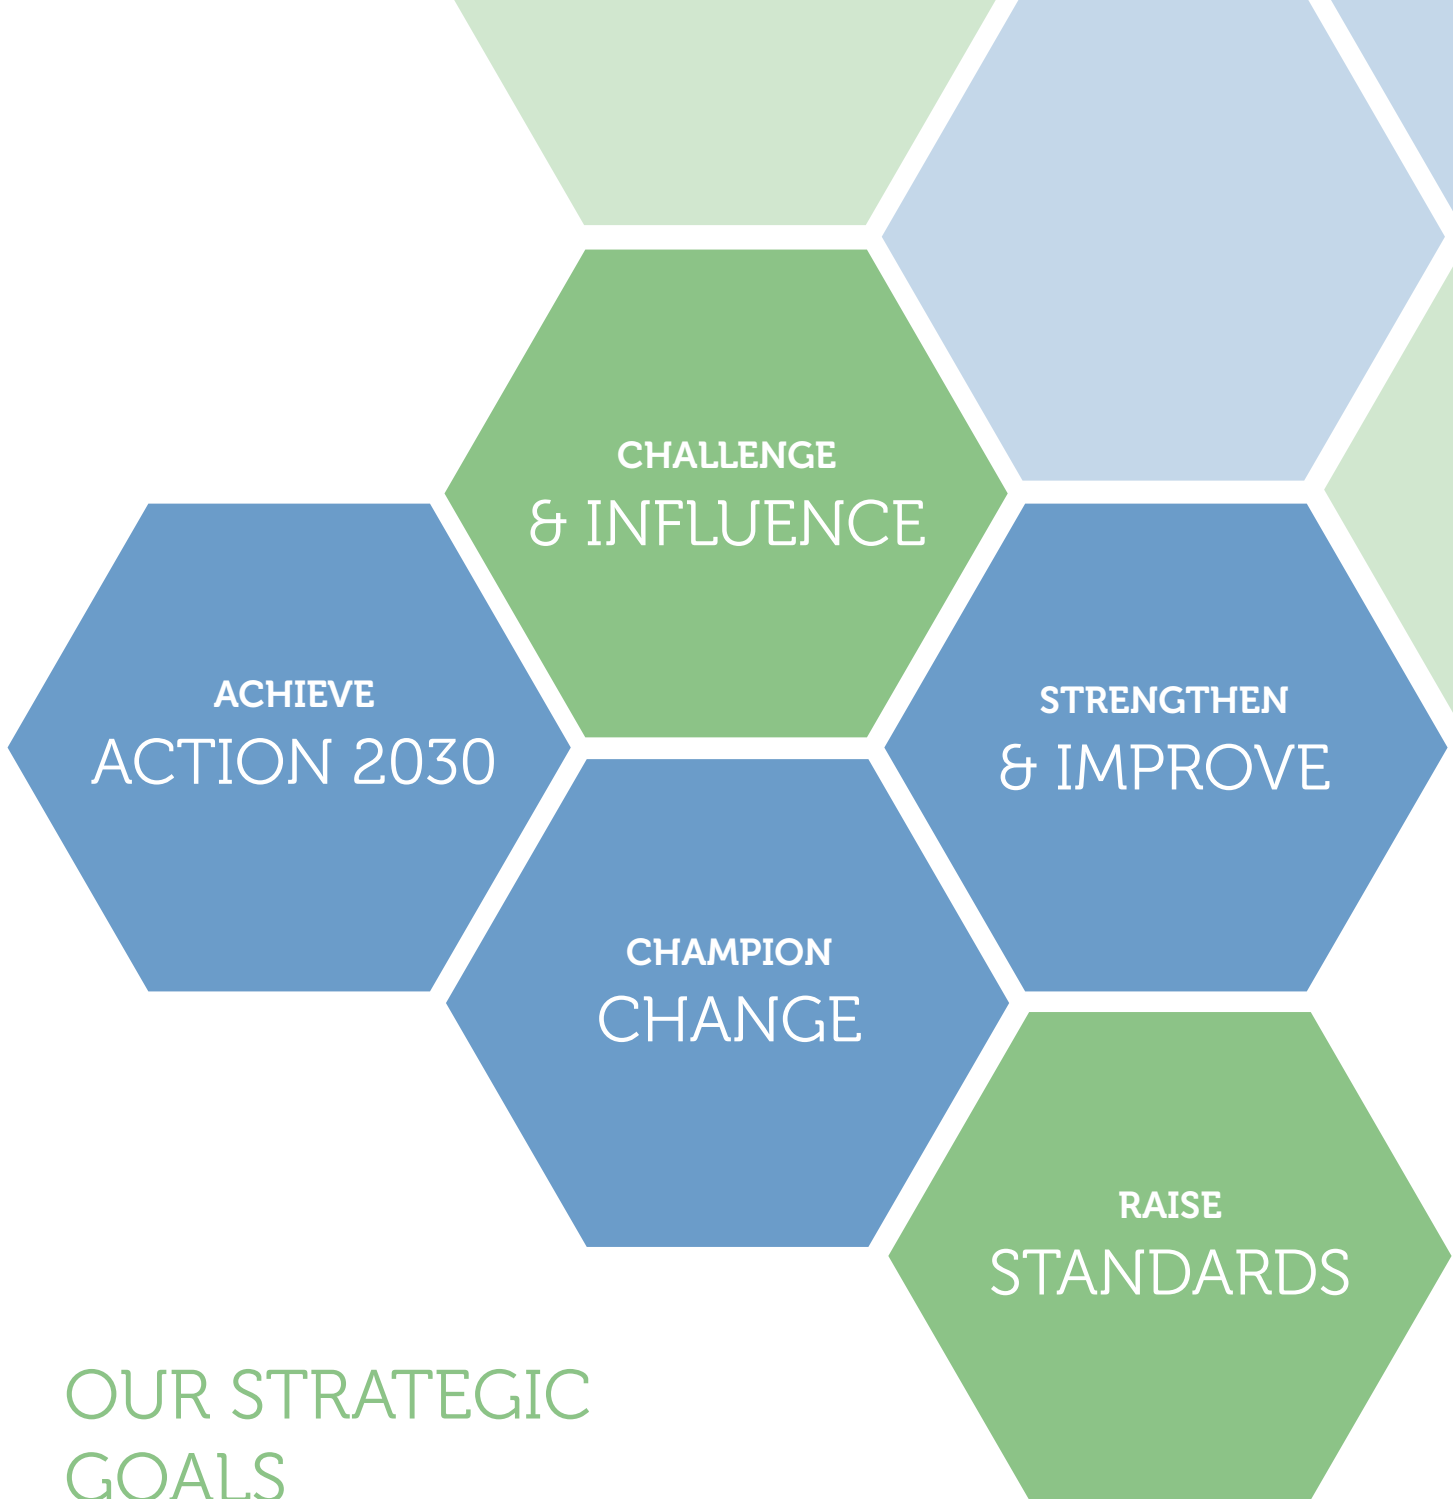 CHALLENGE
& INFLUENCE
ACHIEVE
ACTION 2030
STRENGTHEN
& IMPROVE
CHAMPION
CHANGE
RAISE
STANDARDS
OUR STRATEGIC
GOALS